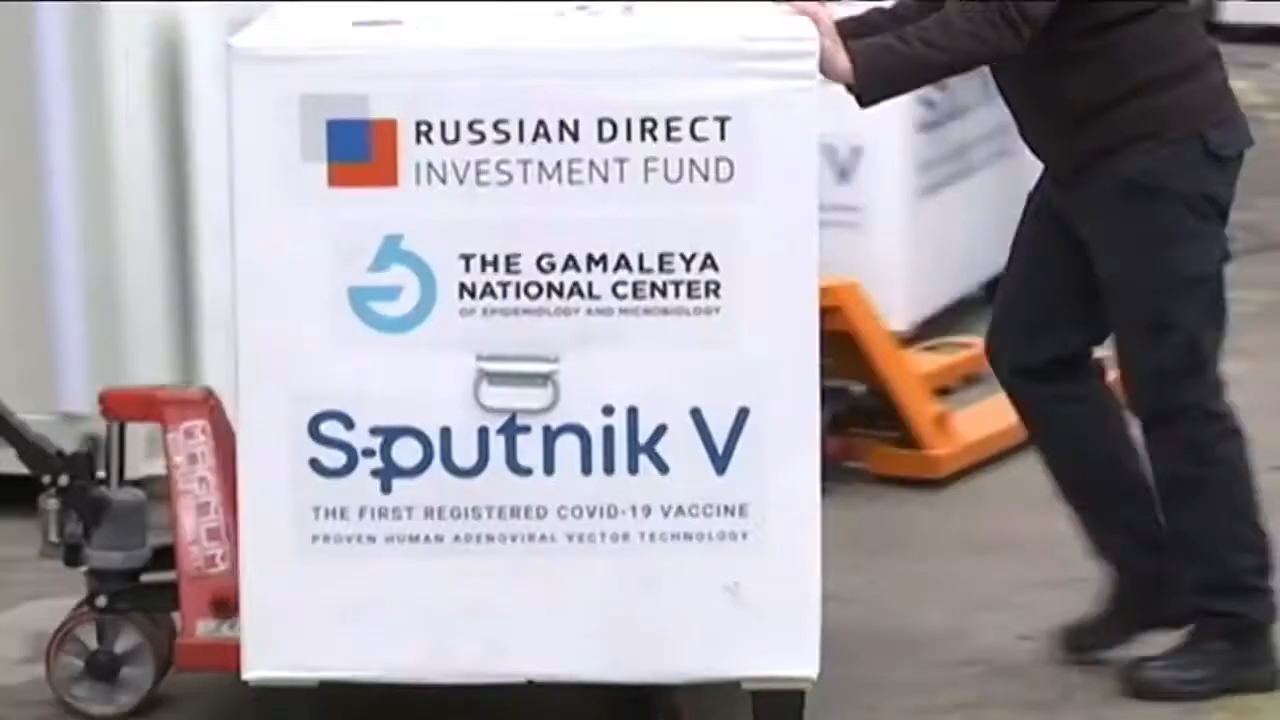 RUSSIAN DIRECT
INVESTMENT FUND
THE GAMALEYA
NATIONAL CENTER
OF EPIDEMIOLOGY AND MICROBIOLOGY
Sputnik V
THE FIRST REGISTERED COVID-19 VACCINE
PROVEN HUMAN ADENOVIRAL VECTOR TECHNOLOGY
V